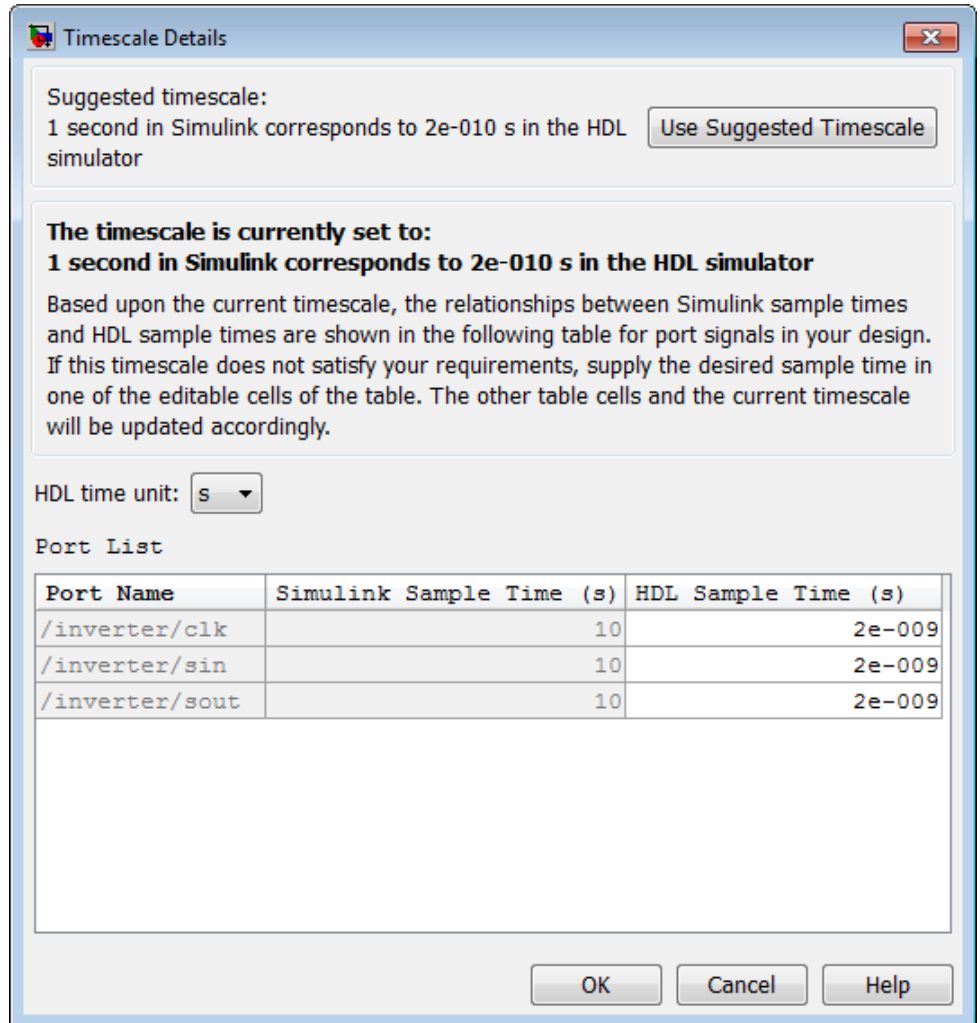 Timescale Details
Suggested timescale:
1 second in Simulink corresponds to 2e-010 s in the HDL
simulator
Use Suggested Timescale
The timescale is currently set to:
1 second in Simulink corresponds to 2e-010 s in the HDL simulator
Based upon the current timescale, the relationships between Simulink sample times
and HDL sample times are shown in the following table for port signals in your design.
If this timescale does not satisfy your requirements, supply the desired sample time in
one of the editable cells of the table. The other table cells and the current timescale
will be updated accordingly.
HDL time unit: s
Port List
Port Name Simulink Sample Time (s) HDL Sample Time (s)
/inverter/clk 10 2e-009
/inverter/sin 10 2e-009
/inverter/sout 10 2e-009
OK Cancel Help